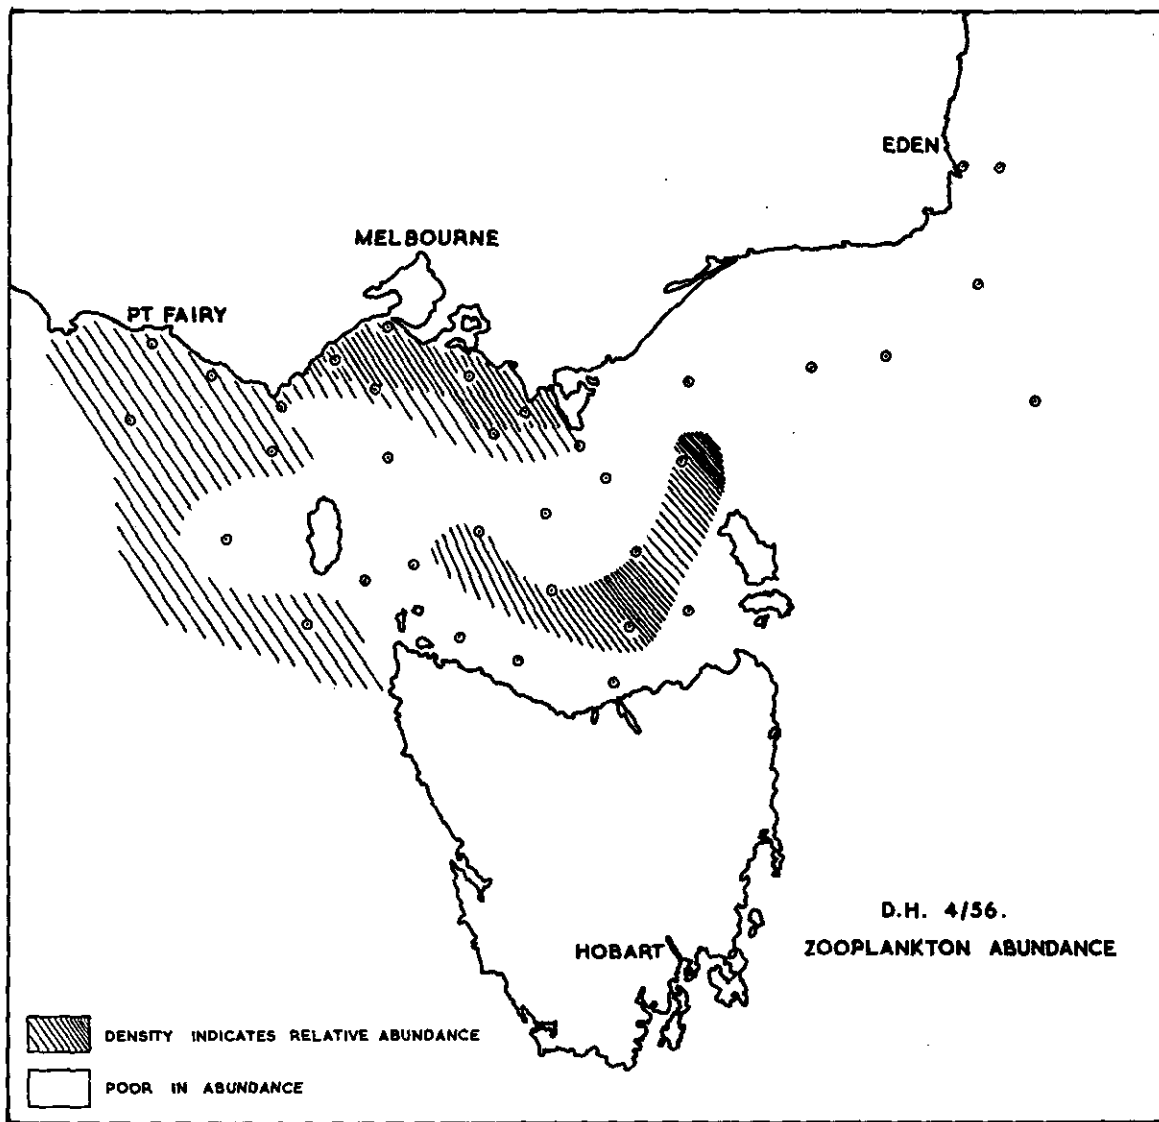 EDEN
MELBOURNE
PT FAIRY
D.H. 4/56.
HOBART
ZOOPLANKTON ABUNDANCE
DENSITY INDICATES RELATIVE ABUNDANCE
POOR IN ABUNDANCE